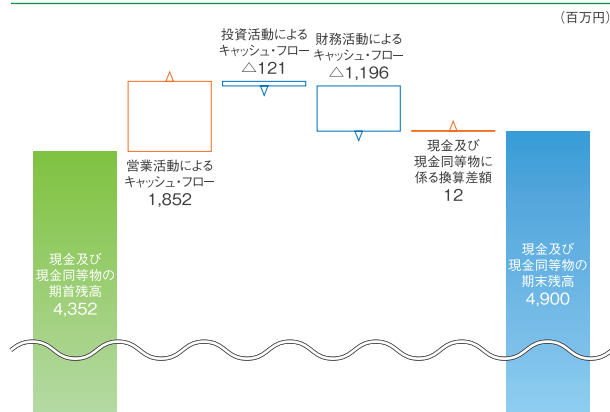 (百万円)
投資活動による
キャッシュ・フロー
△121
財務活動による
キャッシュ・フロー
△1,196
営業活動による
キャッシュ・フロー
1,852
現金及び
現金同等物に
係る換算差額
12
現金及び
現金同等物の
期首残高
4,352
現金及び
現金同等物の
期末残高
4,900